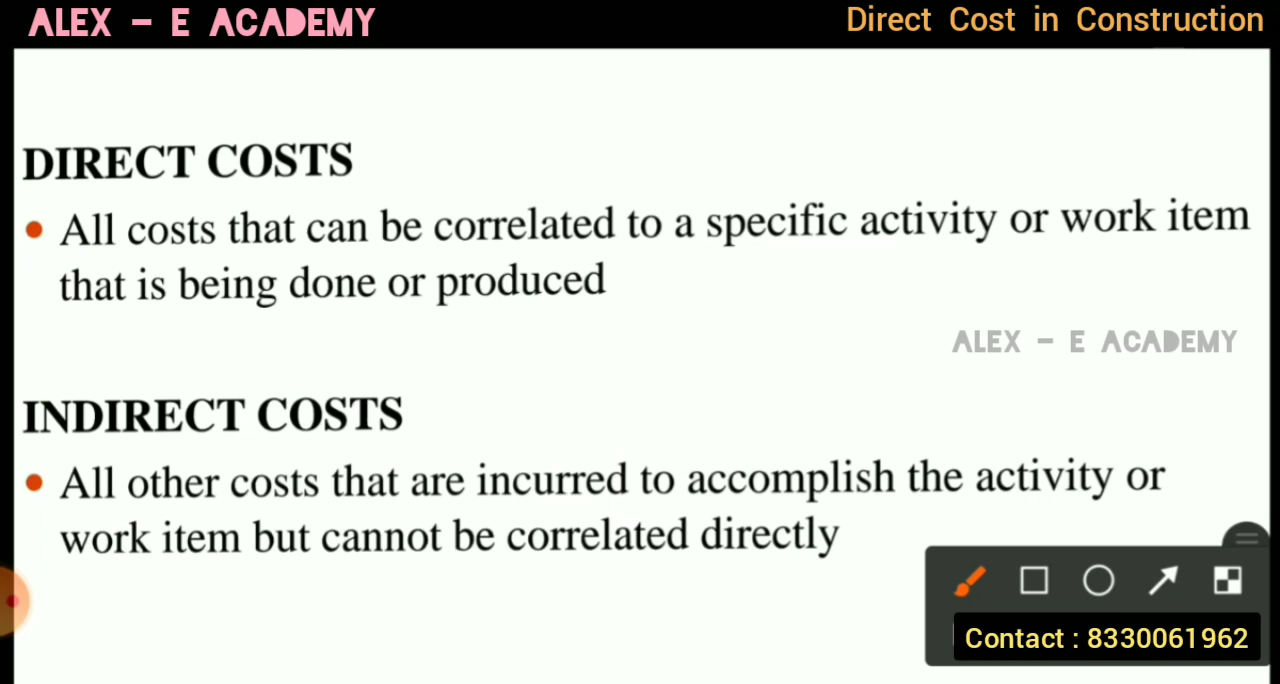 ALEX - E ACADEMY
Direct Cost in Construction
DIRECT COSTS
• All costs that can be correlated to a specific activity or work item
that is being done or produced
ALEX - E ACADEMY
INDIRECT COSTS
• All other costs that are incurred to accomplish the activity or
work item but cannot be correlated directly
Contact : 8330061962